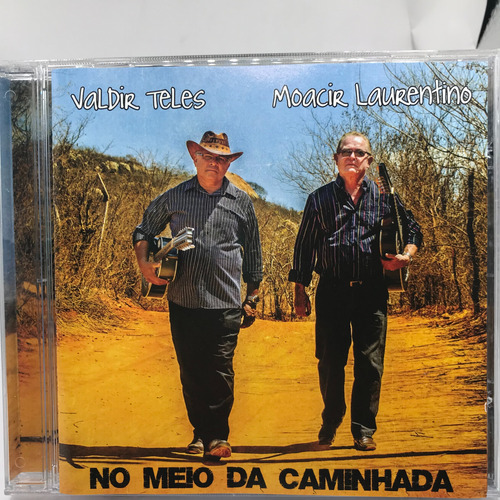 Valdir Teles
Moacir Laurentino
NO MEIO DA CAMINHADA